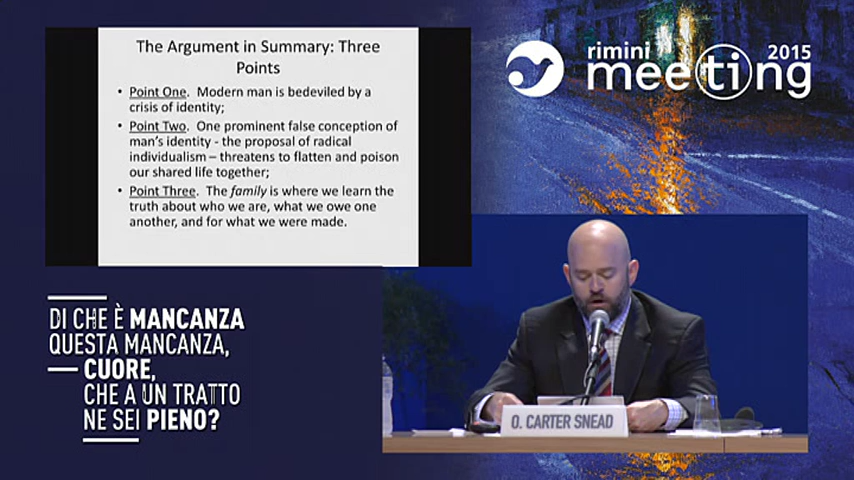 The Argument in Summary: Three
Points
• Point One. Modern man is bedeviled by a
crisis of identity;
• Point Two. One prominent false conception of
man's identity - the proposal of radical
individualism – threatens to flatten and poison
our shared life together;
• Point Three. The family is where we learn the
truth about who we are, what we owe one
another, and for what we were made.
rimini 2015
meeting
DI CHE È MANCANZA
QUESTA MANCANZA,
CUORE,
CHE A UN TRATTO
NE SEI PIENO?
O. CARTER SNEAD